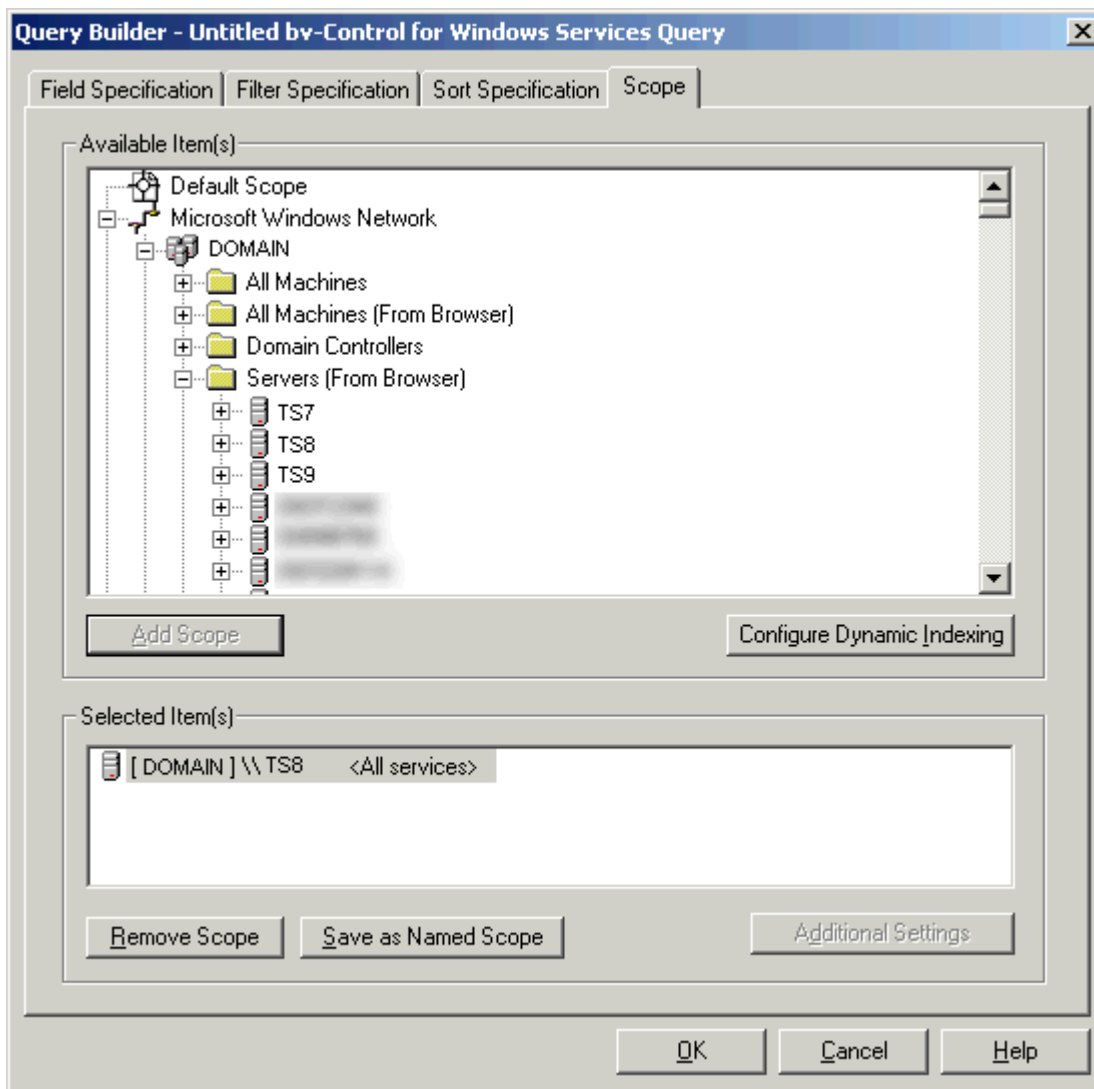 Query Builder - Untitled bv-Control for Windows Services Query
Field Specification Filter Specification Sort Specification Scope
Available Item(s)
Default Scope
Microsoft Windows Network
DOMAIN
All Machines
All Machines (From Browser)
Domain Controllers
Servers (From Browser)
TS7
TS8
TS9
Add Scope Configure Dynamic Indexing
Selected Item(s)
[ DOMAIN ] \\ TS8 <All services>
Remove Scope Save as Named Scope Additional Settings
OK Cancel Help